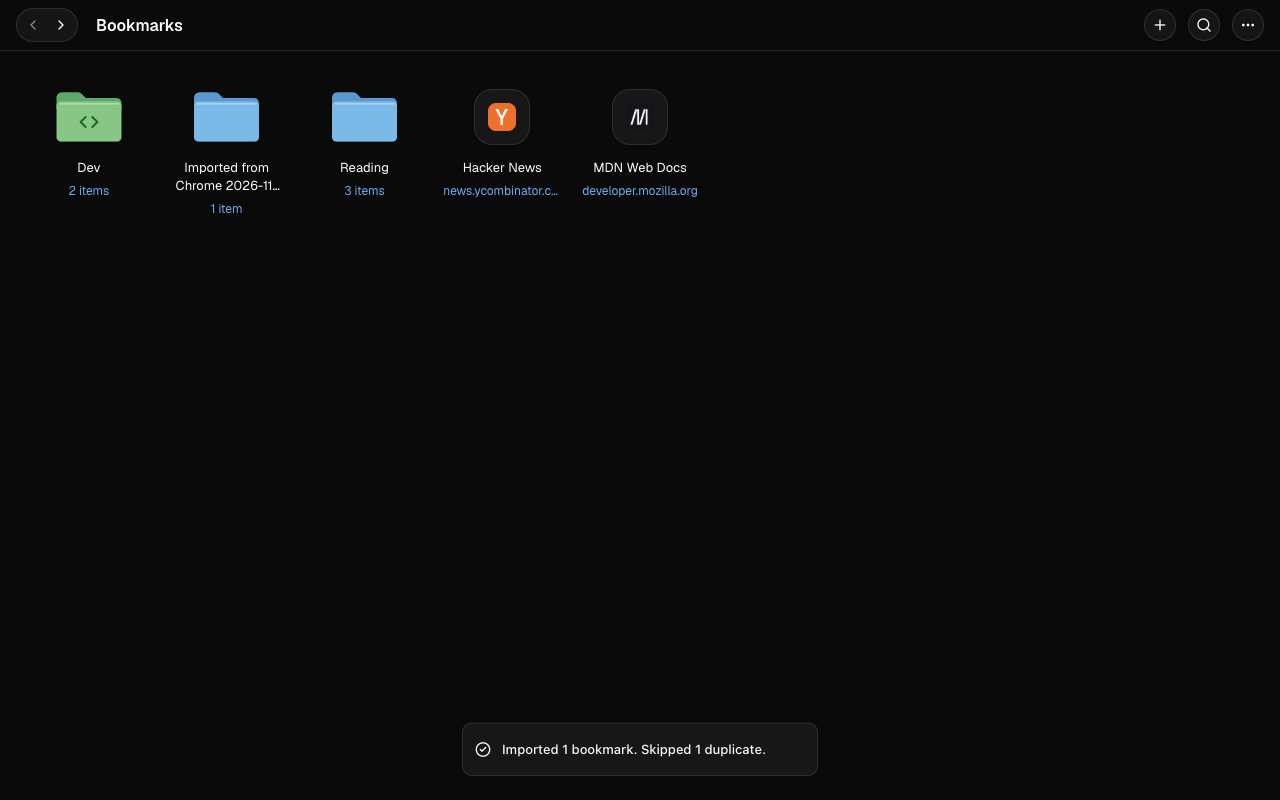 Bookmarks
Dev
2 items
Imported from
Chrome 2026-11...
1 item
Reading
3 items
Y
Hacker News
news.ycombinator.c...
M
MDN Web Docs
developer.mozilla.org
Imported 1 bookmark. Skipped 1 duplicate.